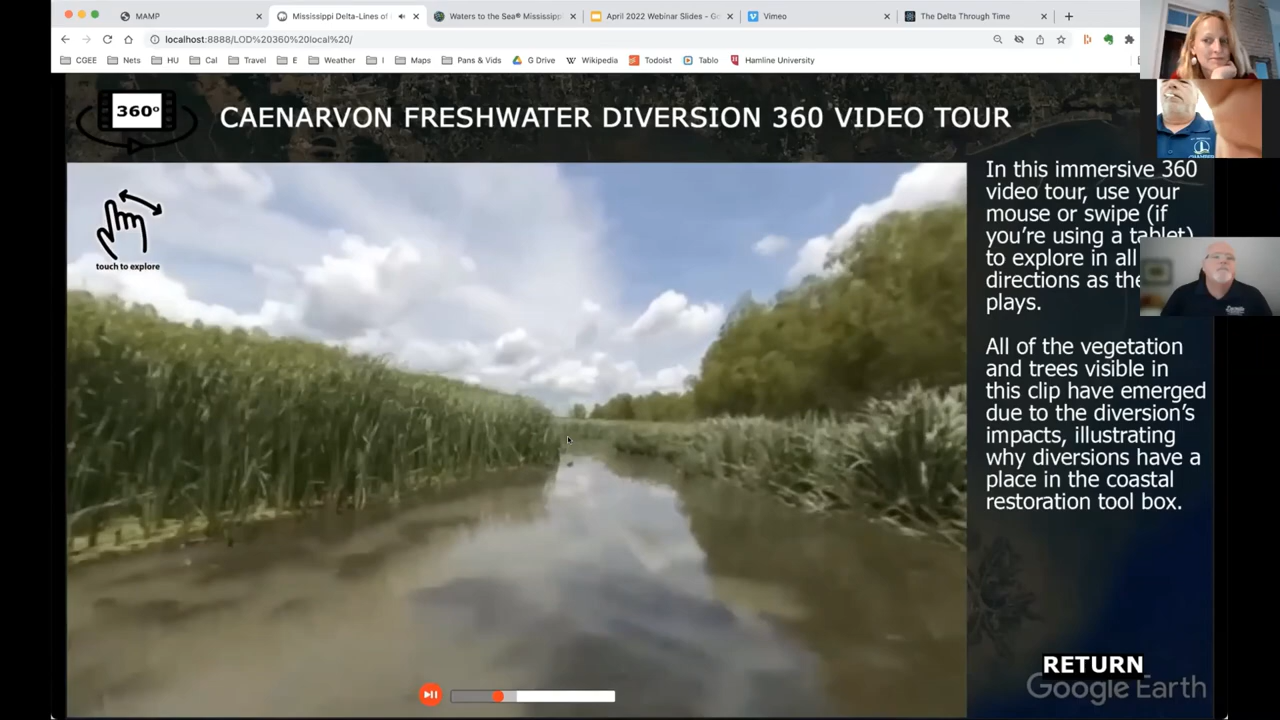 MAMP
Mississippi Delta-Lines of
Waters to the Sea® Mississipp
April 2022 Webinar Slides - Go
Vimeo
The Delta Through Time
localhost:8888/LOD%20360%20local%20/
CGEE
Nets
HU
Cal
Travel
E
Weather
I
Maps
Pans & Vids
G Drive
Wikipedia
Todoist
Tablo
Hamline University
360°
CAENARVON FRESHWATER DIVERSION 360 VIDEO TOUR
touch to explore
In this immersive 360
video tour, use your
mouse or swipe (if
you're using a tablet)
to explore in all
directions as the
plays.
All of the vegetation
and trees visible in
this clip have emerged
due to the diversion's
impacts, illustrating
why diversions have a
place in the coastal
restoration tool box.
RETURN
Google Earth